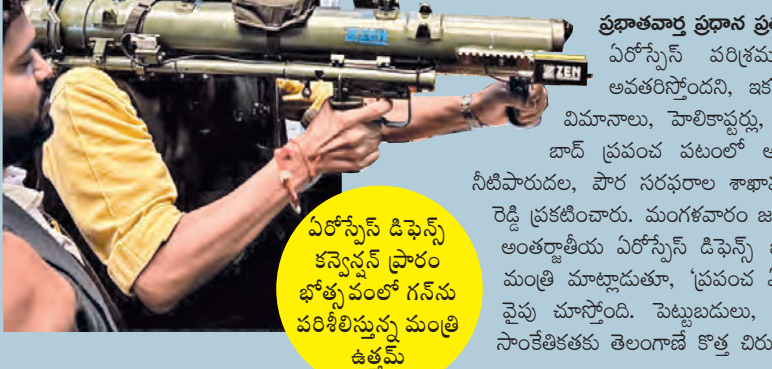 ZEN
ZEN
ఏరోస్పేస్ డిఫెన్స్
కన్వెన్షన్ ప్రారం
భోత్సవంలో గన్‌ను
పరిశీలిస్తున్న మంత్రి
ఉత్తమ్
ప్రభాతవార్త ప్రధాన
ఏరోస్పేస్ పరిశ్రమ
అవతరిస్తోందని, ఇక
విమానాలు, హెలికాప్టర్లు,
బాద్ ప్రపంచ పటంలో
నీటిపారుదల, పౌర సరఫరాల
రెడ్డి ప్రకటించారు. మంగళవారం
అంతర్జాతీయ ఏరోస్పేస్ డిఫెన్స్
మంత్రి మాట్లాడుతూ, 'ప్రపంచ
వైపు చూస్తోంది. పెట్టుబడులు,
సాంకేతికతకు తెలంగాణే కొత్త